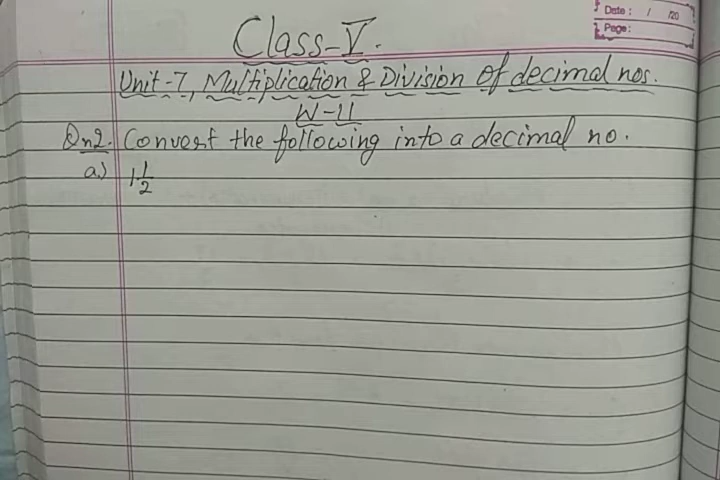 Date: / /20
Page:
Class-V.
Unit-7, Multiplication & Division of decimal nos.
W-11
Qn2. Convert the following into a decimal no.
a) 1 1/2